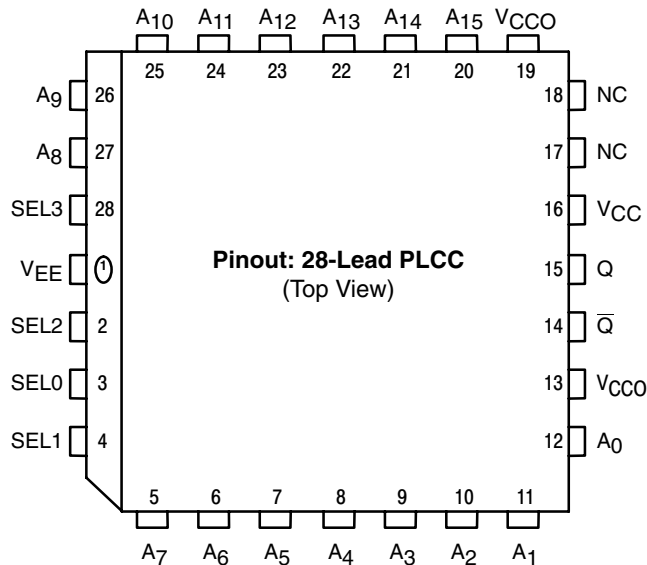 A10 A11 A12 A13 A14 A15 VCCO
25 24 23 22 21 20 19
A9 26 18 NC
A8 27 17 NC
SEL3 28 16 VCC
VEE 1 Pinout: 28-Lead PLCC 15 Q
(Top View)
SEL2 2 14 Q̅
SEL0 3 13 VCCO
SEL1 4 12 A0
5 6 7 8 9 10 11
A7 A6 A5 A4 A3 A2 A1